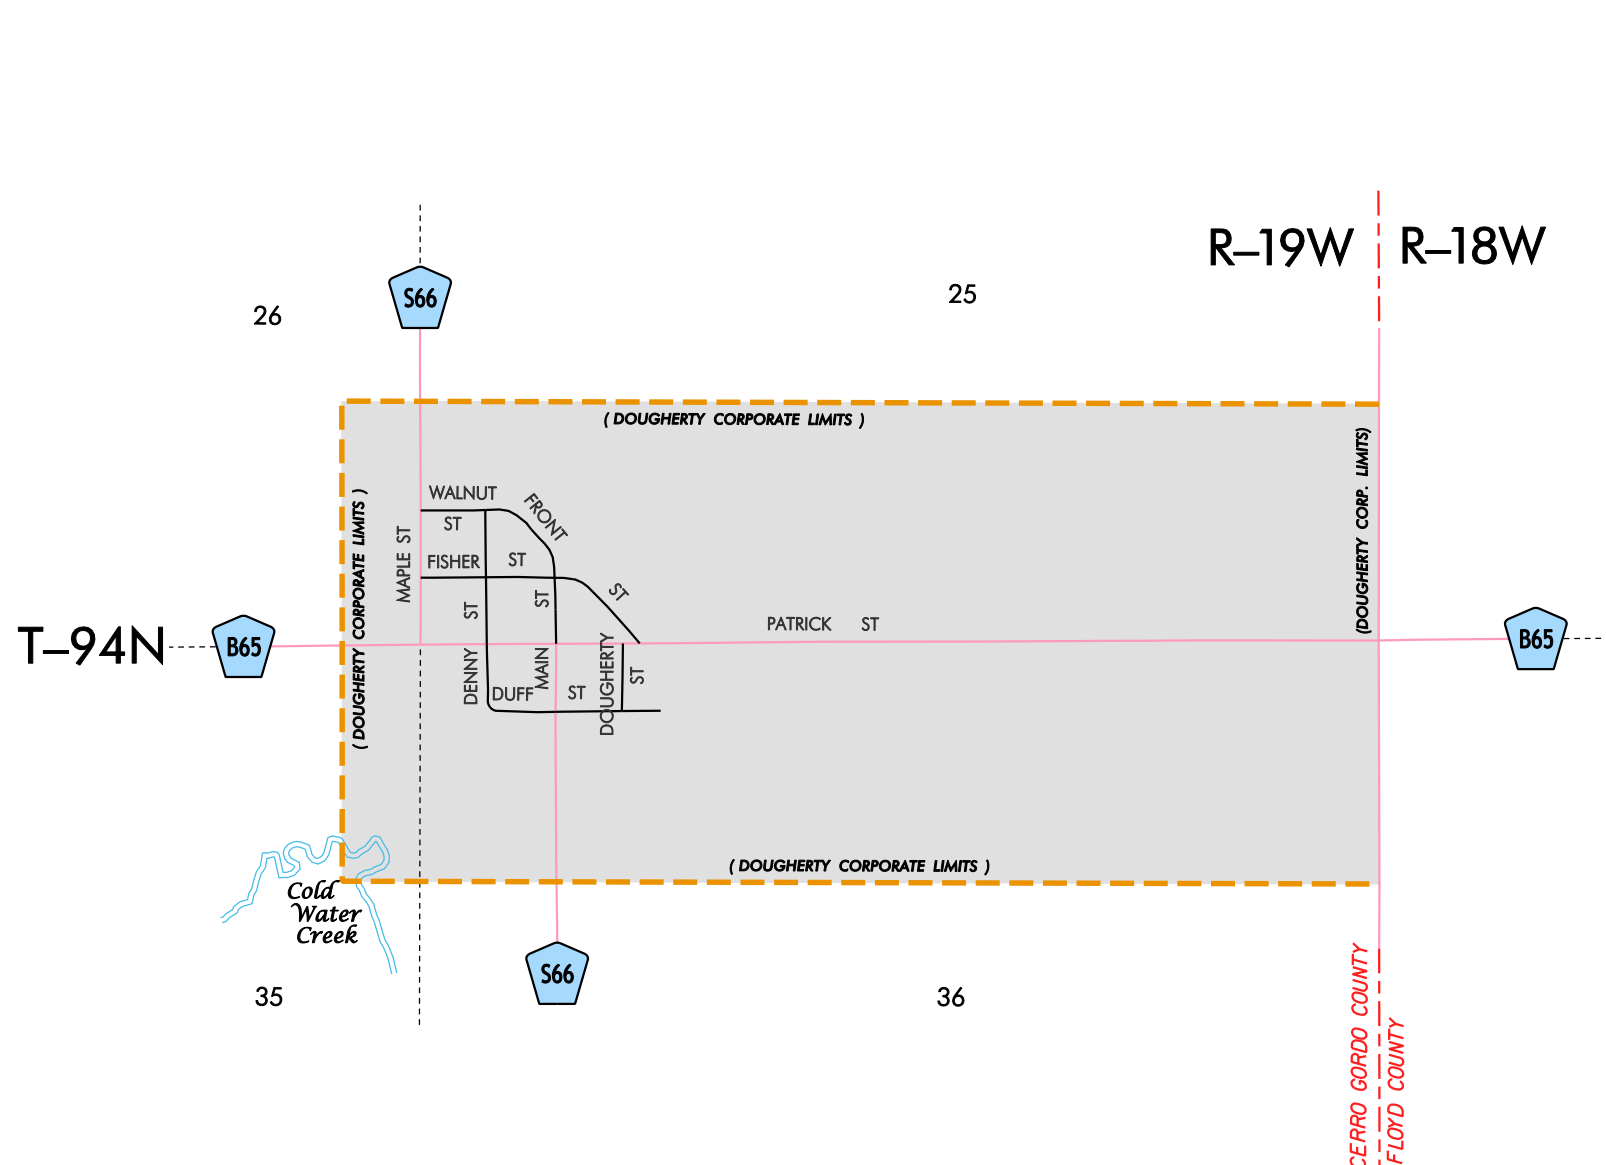 R–19W
R–18W
S66
26
25
( DOUGHERTY CORPORATE LIMITS )
(DOUGHERTY CORP. LIMITS)
( DOUGHERTY CORPORATE LIMITS )
WALNUT
ST
FRONT
ST
MAPLE ST
FISHER ST
ST
PATRICK ST
T–94N
B65
B65
DENNY
ST
MAIN
DUFF ST
DOUGHERTY
ST
( DOUGHERTY CORPORATE LIMITS )
Cold
Water
Creek
S66
35
36
CERRO GORDO COUNTY
FLOYD COUNTY